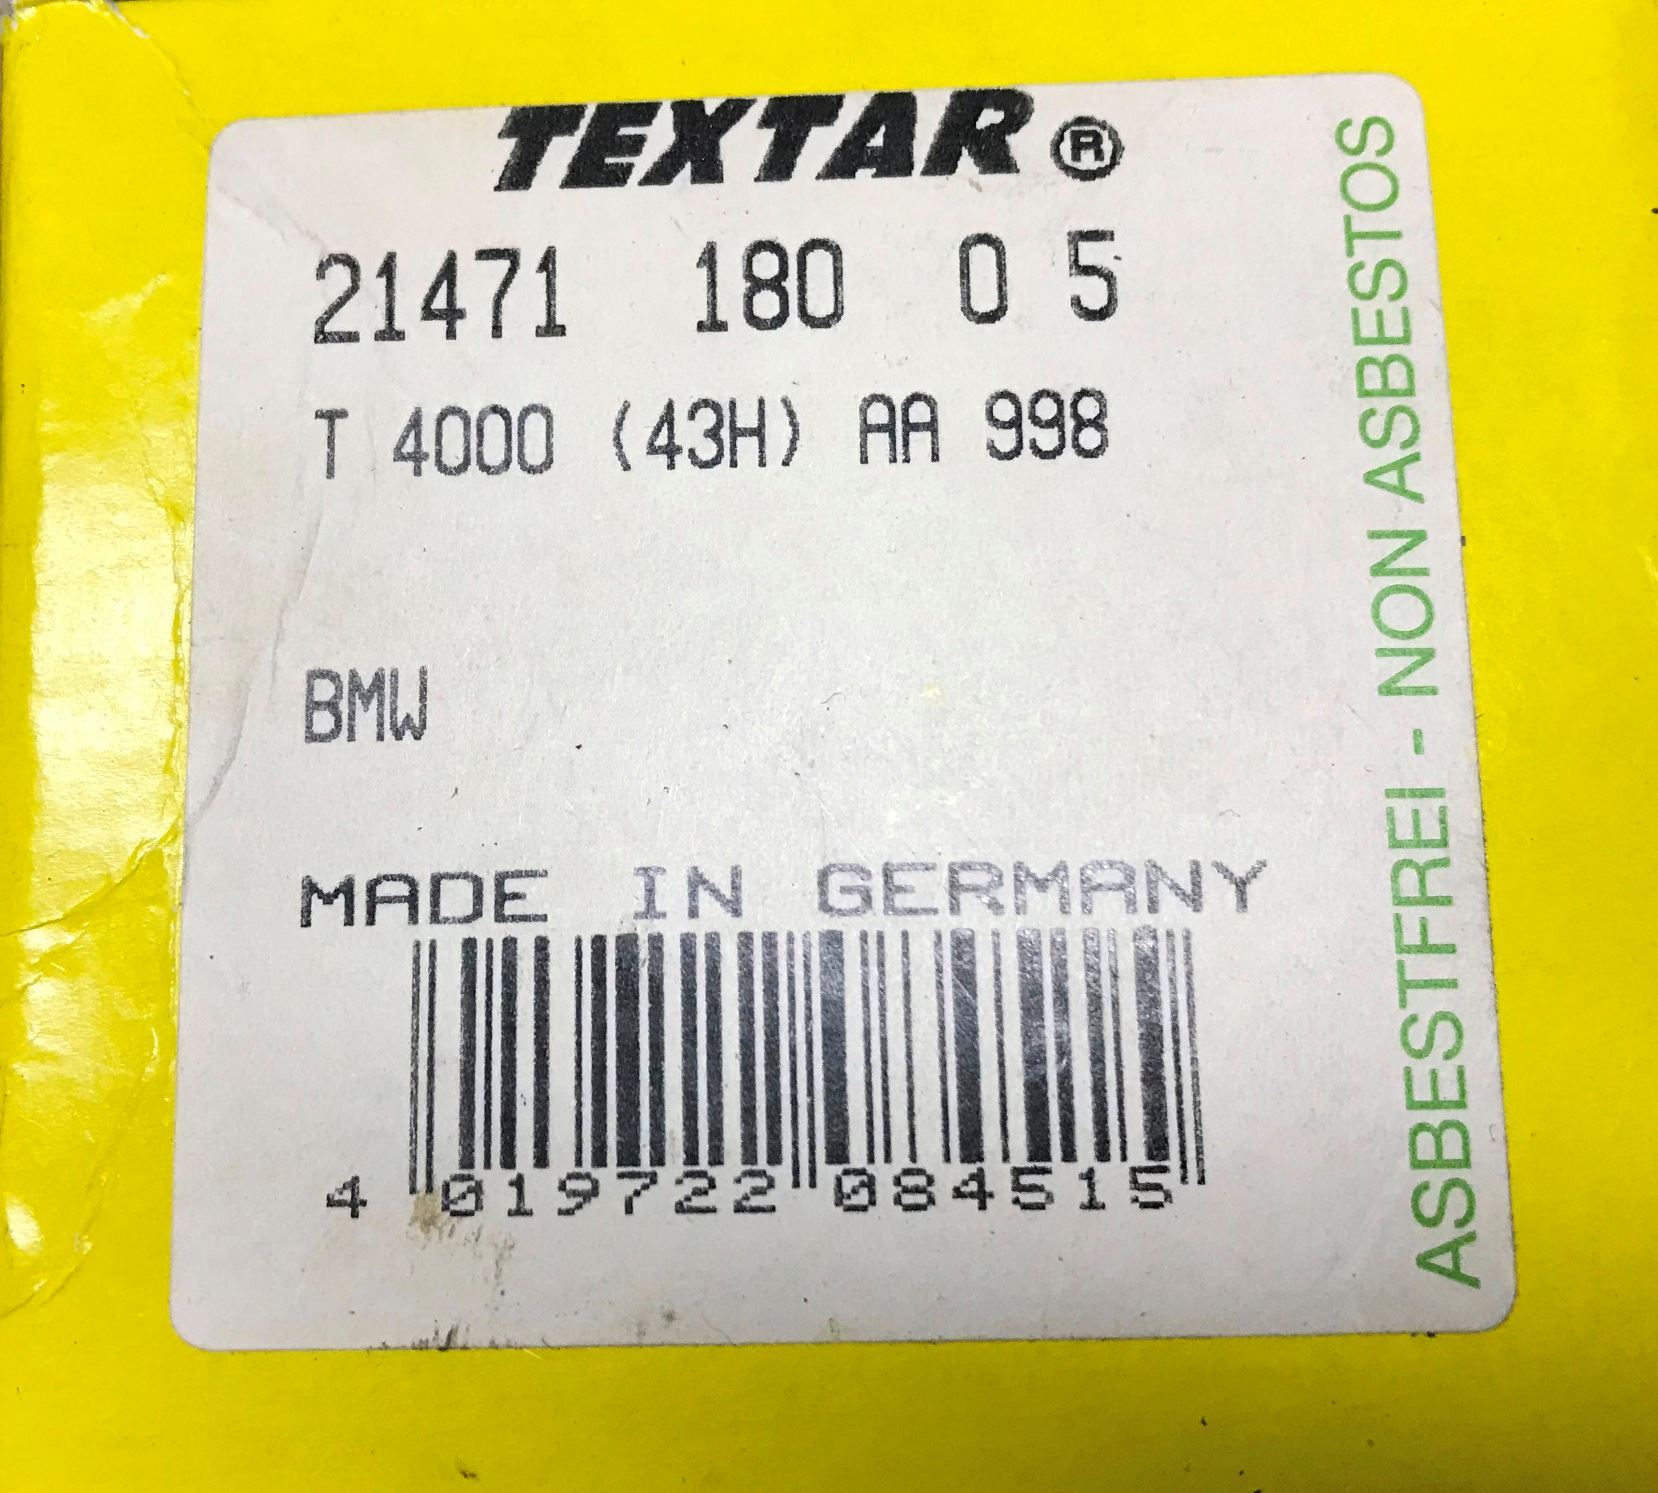 TEXTAR ®
21471 180 0 5
T 4000 (43H) AA 998
BMW
MADE IN GERMANY
4 019722 084515
ASBESTFREI - NON ASBESTOS